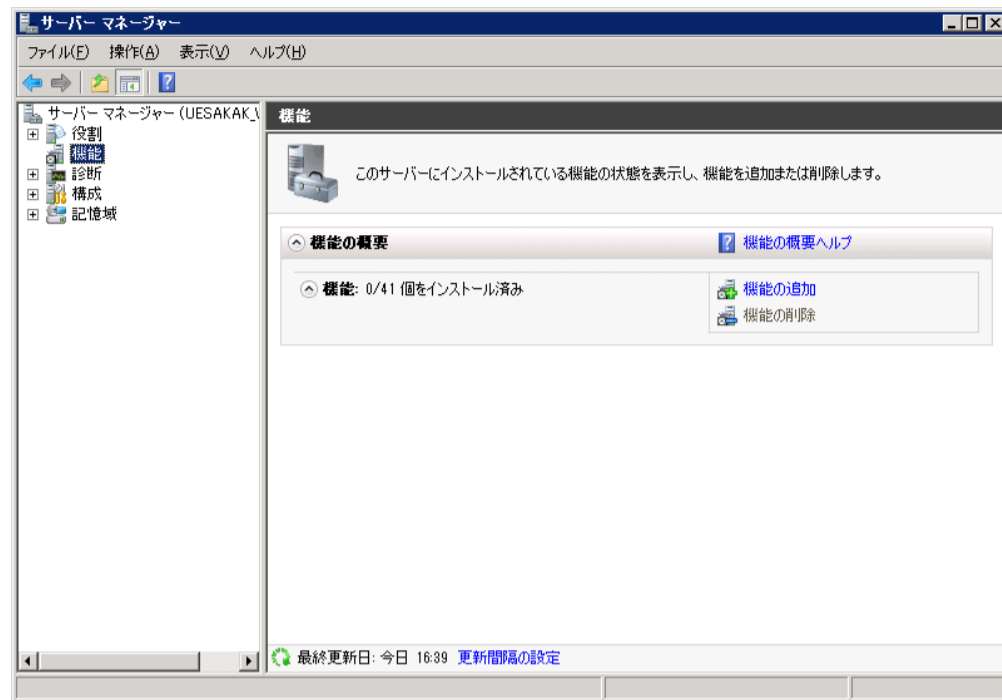 サーバー マネージャー
ファイル(F) 操作(A) 表示(V) ヘルプ(H)
サーバー マネージャー (UESAKAK_
役割
機能
診断
構成
記憶域
機能
このサーバーにインストールされている機能の状態を表示し、機能を追加または削除します。
機能の概要
機能の概要ヘルプ
機能: 0/41 個をインストール済み
機能の追加
機能の削除
最終更新日: 今日 16:39 更新間隔の設定